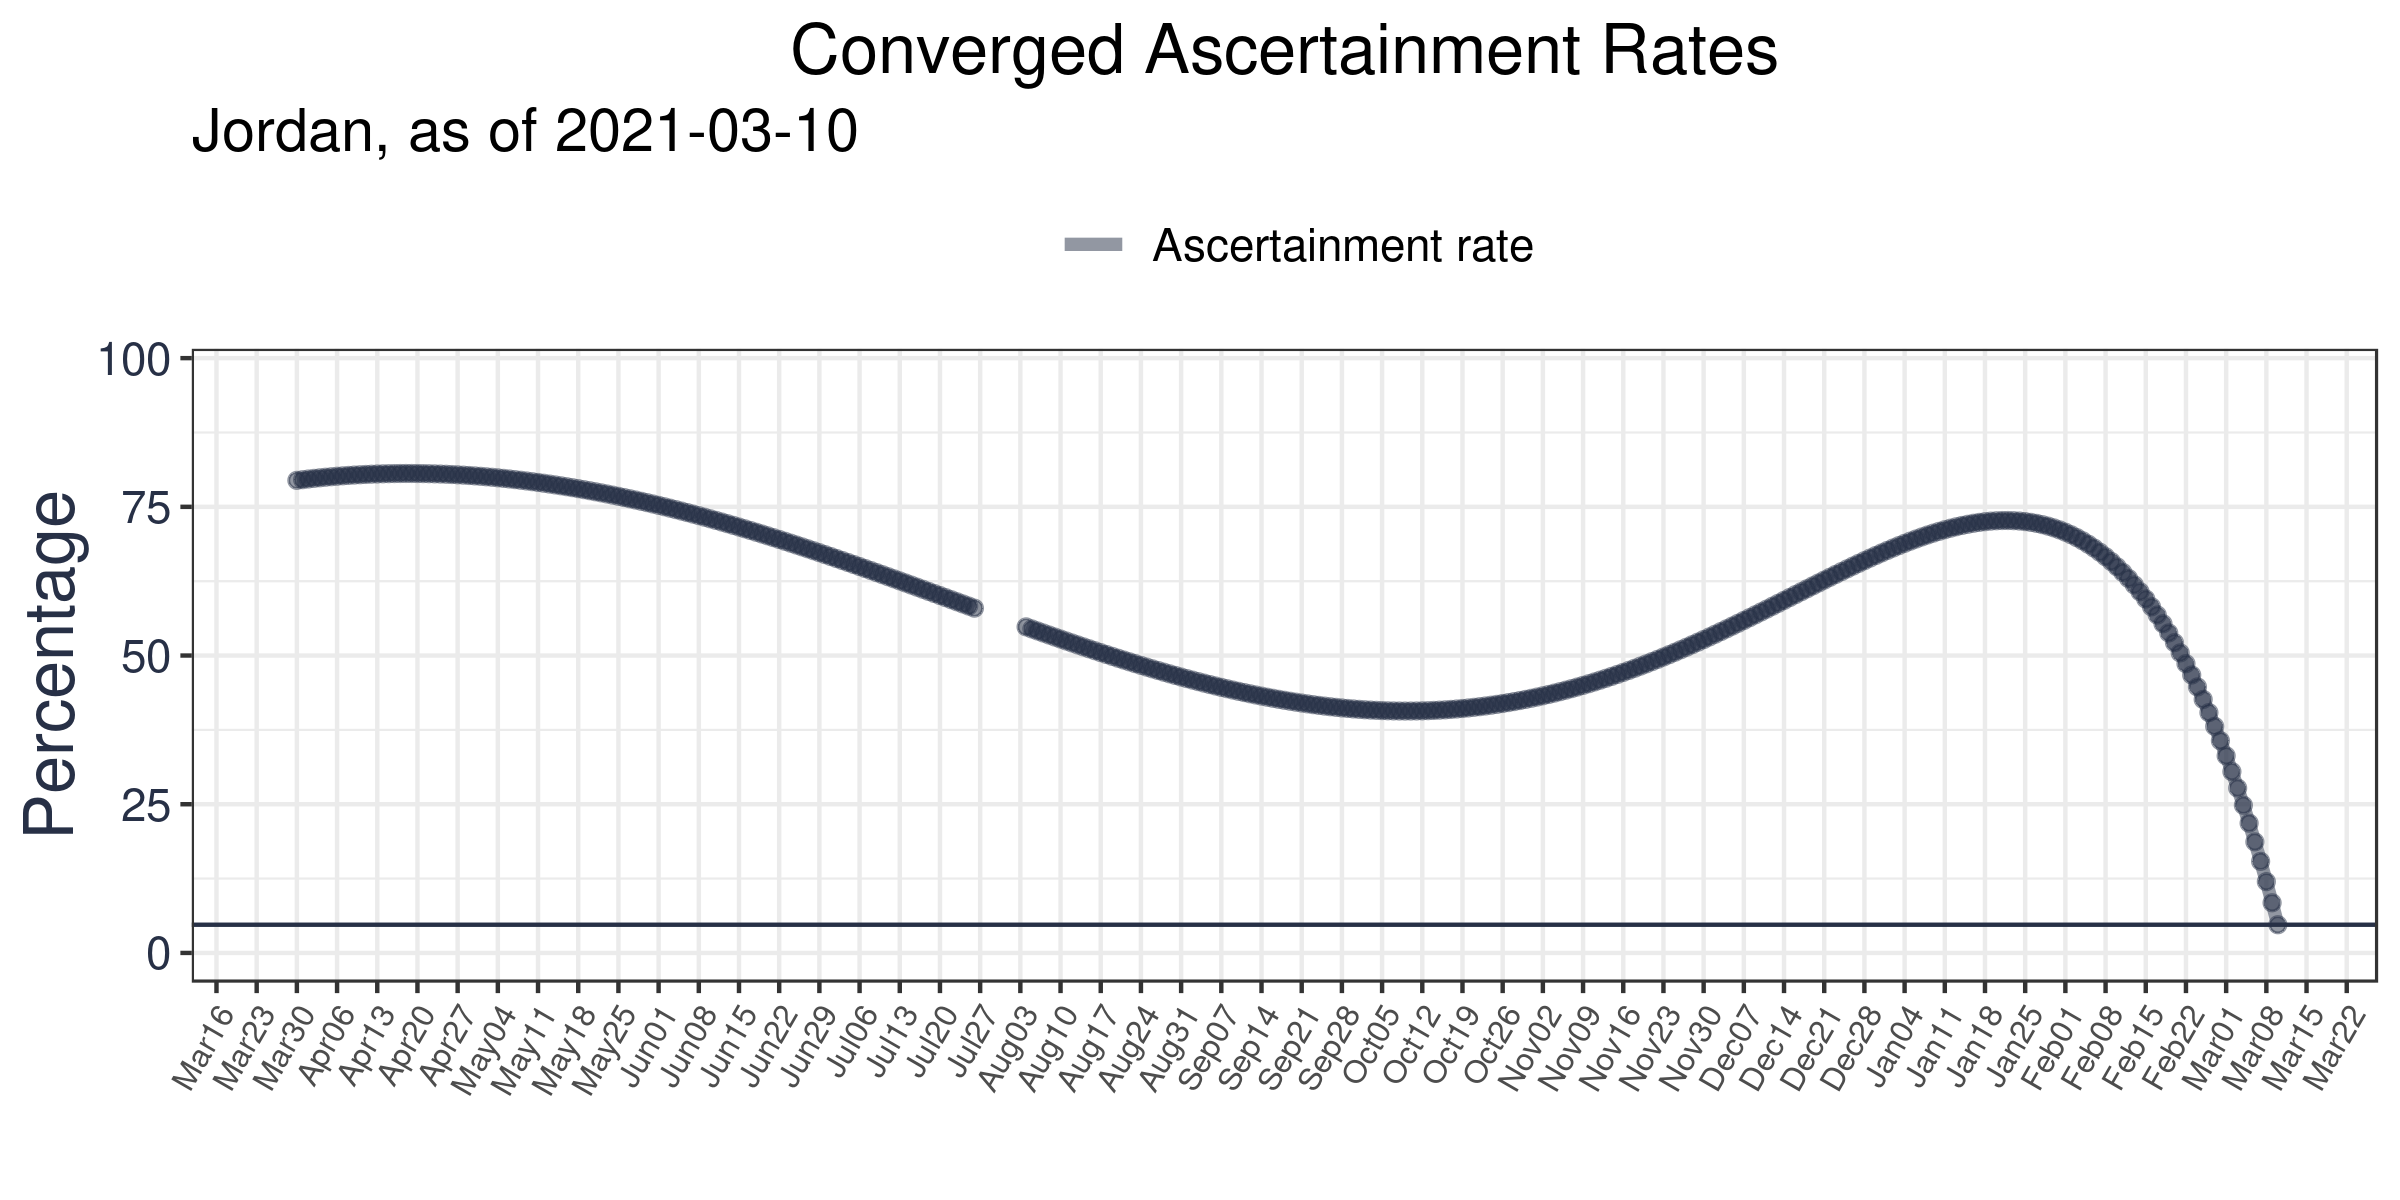 Converged Ascertainment Rates
Jordan, as of 2021-03-10
Ascertainment rate
Percentage
100
75
50
25
0
Mar16 Mar23 Mar30 Apr06 Apr13 Apr20 Apr27 May04 May11 May18 May25 Jun01 Jun08 Jun15 Jun22 Jun29 Jul06 Jul13 Jul20 Jul27 Aug03 Aug10 Aug17 Aug24 Aug31 Sep07 Sep14 Sep21 Sep28 Oct05 Oct12 Oct19 Oct26 Nov02 Nov09 Nov16 Nov23 Nov30 Dec07 Dec14 Dec21 Dec28 Jan04 Jan11 Jan18 Jan25 Feb01 Feb08 Feb15 Feb22 Mar01 Mar08 Mar15 Mar22